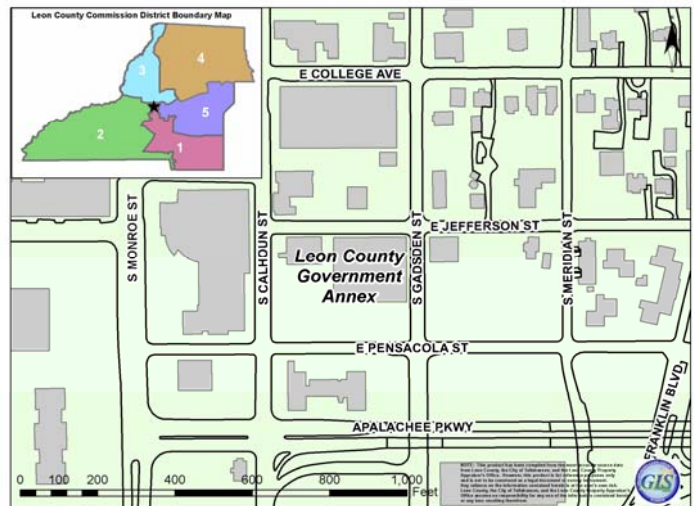 Leon County Commission District Boundary Map
3
4
5
2
1
E COLLEGE AVE
S MONROE ST
S CALHOUN ST
S GADSDEN ST
S MERIDIAN ST
E JEFFERSON ST
Leon County
Government
Annex
E PENSACOLA ST
APALACHEE PKWY
FRANKLIN BLVD
0 100 200 400 600 800 1,000
Feet
GIS